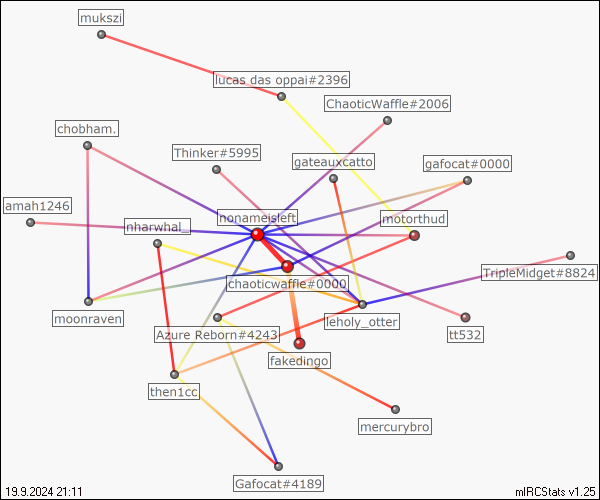 mukszi
lucas das oppai#2396
ChaoticWaffle#2006
chobham.
Thinker#5995
gateauxcatto
gafocat#0000
amah1246
nharwhal_
nonameisleft
motorthud
TripleMidget#8824
chaoticwaffle#0000
moonraven
Azure Reborn#4243
leholy_otter
tt532
fakedingo
then1cc
mercurybro
Gafocat#4189
19.9.2024 21:11
mIRCStats v1.25